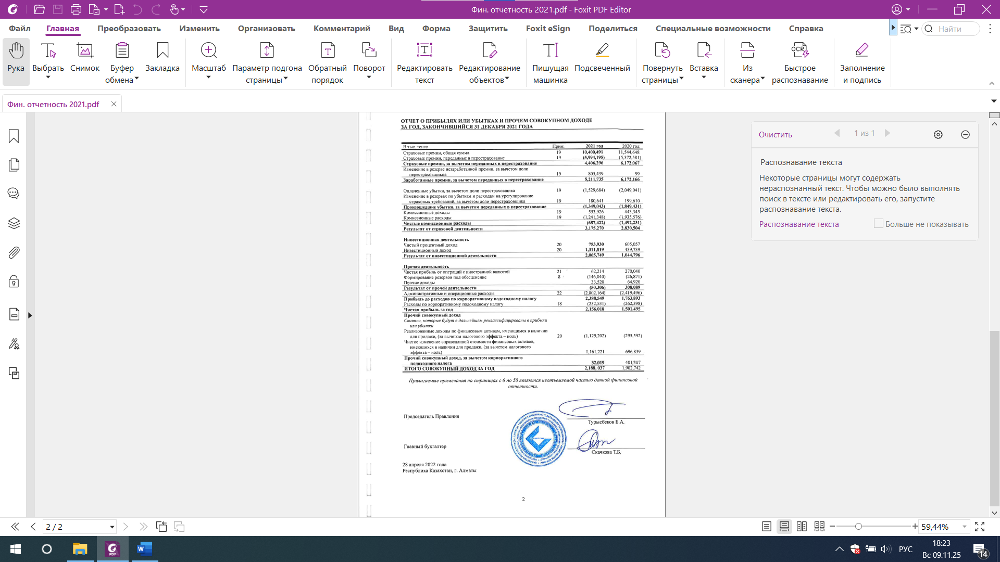 Фин. отчетность 2021.pdf - Foxit PDF Editor
Файл Главная Преобразовать Изменить Организовать Комментарий Вид Форма Защитить Foxit eSign Поделиться Специальные возможности Справка Найти
Рука Выбрать Снимок Буфер обмена Закладка Масштаб Параметр подгона страницы Обратный порядок Поворот Редактировать текст Редактирование объектов Пишущая машинка Подсвеченный Повернуть страницы Вставка Из сканера Быстрое распознавание Заполнение и подпись
Фин. отчетность 2021.pdf
ОТЧЕТ О ПРИБЫЛЯХ ИЛИ УБЫТКАХ И ПРОЧЕМ СОВОКУПНОМ ДОХОДЕ
ЗА ГОД, ЗАКОНЧИВШИЙСЯ 31 ДЕКАБРЯ 2021 ГОДА
В тыс. тенге Прим. 2021 год 2020 год
Страховые премии, общая сумма 19 10,400,491 11,544,648
Страховые премии, переданные в перестрахование 19 (5,994,195) (5,372,581)
Страховые премии, за вычетом переданных в перестрахование 4,406,296 6,172,067
Изменение в резерве незаработанной премии, за вычетом доли
перестраховщиков 19 805,439 99
Заработанные премии, за вычетом переданных в перестрахование 5,211,735 6,172,166
Оплаченные убытки, за вычетом доли перестраховщика 19 (1,529,684) (2,049,041)
Изменение в резервах по убыткам и расходам на урегулирование
страховых требований, за вычетом доли перестраховщика 19 180,641 199,610
Произошедшие убытки, за вычетом переданных в перестрахование (1,349,043) (1,849,431)
Комиссионные доходы 19 553,926 443,345
Комиссионные расходы 19 (1,241,348) (1,935,576)
Чистые комиссионные расходы (687,422) (1,492,231)
Результат от страховой деятельности 3,175,270 2,830,504
Инвестиционная деятельность
Чистый процентный доход 20 753,930 605,057
Инвестиционный доход 20 1,311,819 439,739
Результат от инвестиционной деятельности 2,065,749 1,044,796
Прочая деятельность
Чистая прибыль от операций с иностранной валютой 21 62,214 270,040
Формирование резервов под обесценение 8 (146,040) (26,871)
Прочие доходы 33,520 64,920
Результат от прочей деятельности (50,306) 308,089
Административные и операционные расходы 22 (2,802,164) (2,419,496)
Прибыль до расходов по корпоративному подоходному налогу 2,388,549 1,763,893
Расходы по корпоративному подоходному налогу 18 (232,531) (262,398)
Чистая прибыль за год 2,156,018 1,501,495
Прочий совокупный доход
Статьи, которые будут в дальнейшем реклассифицированы в прибыли
или убытки
Реализованные доходы по финансовым активам, имеющимся в наличии
для продажи, (за вычетом налогового эффекта – ноль) 20 (1,129,202) (295,592)
Чистое изменение справедливой стоимости финансовых активов,
имеющихся в наличии для продажи, (за вычетом налогового
эффекта – ноль) 1,161,221 696,839
Прочий совокупный доход, за вычетом корпоративного
подоходного налога 32,019 401,247
ИТОГО СОВОКУПНЫЙ ДОХОД ЗА ГОД 2,188, 037 1,902,742
Прилагаемые примечания на страницах с 6 по 50 являются неотъемлемой частью данной финансовой
отчетности.
Председатель Правления
Турысбеков Б.А.
Главный бухгалтер
Скачкова Т.Б.
28 апреля 2022 года
Республика Казахстан, г. Алматы
2
Очистить 1 из 1
Распознавание текста
Некоторые страницы могут содержать
нераспознанный текст. Чтобы можно было выполнять
поиск в тексте или редактировать его, запустите
распознавание текста.
Распознавание текста Больше не показывать
2 / 2 59,44%
18:23
РУС
Вс 09.11.25
14